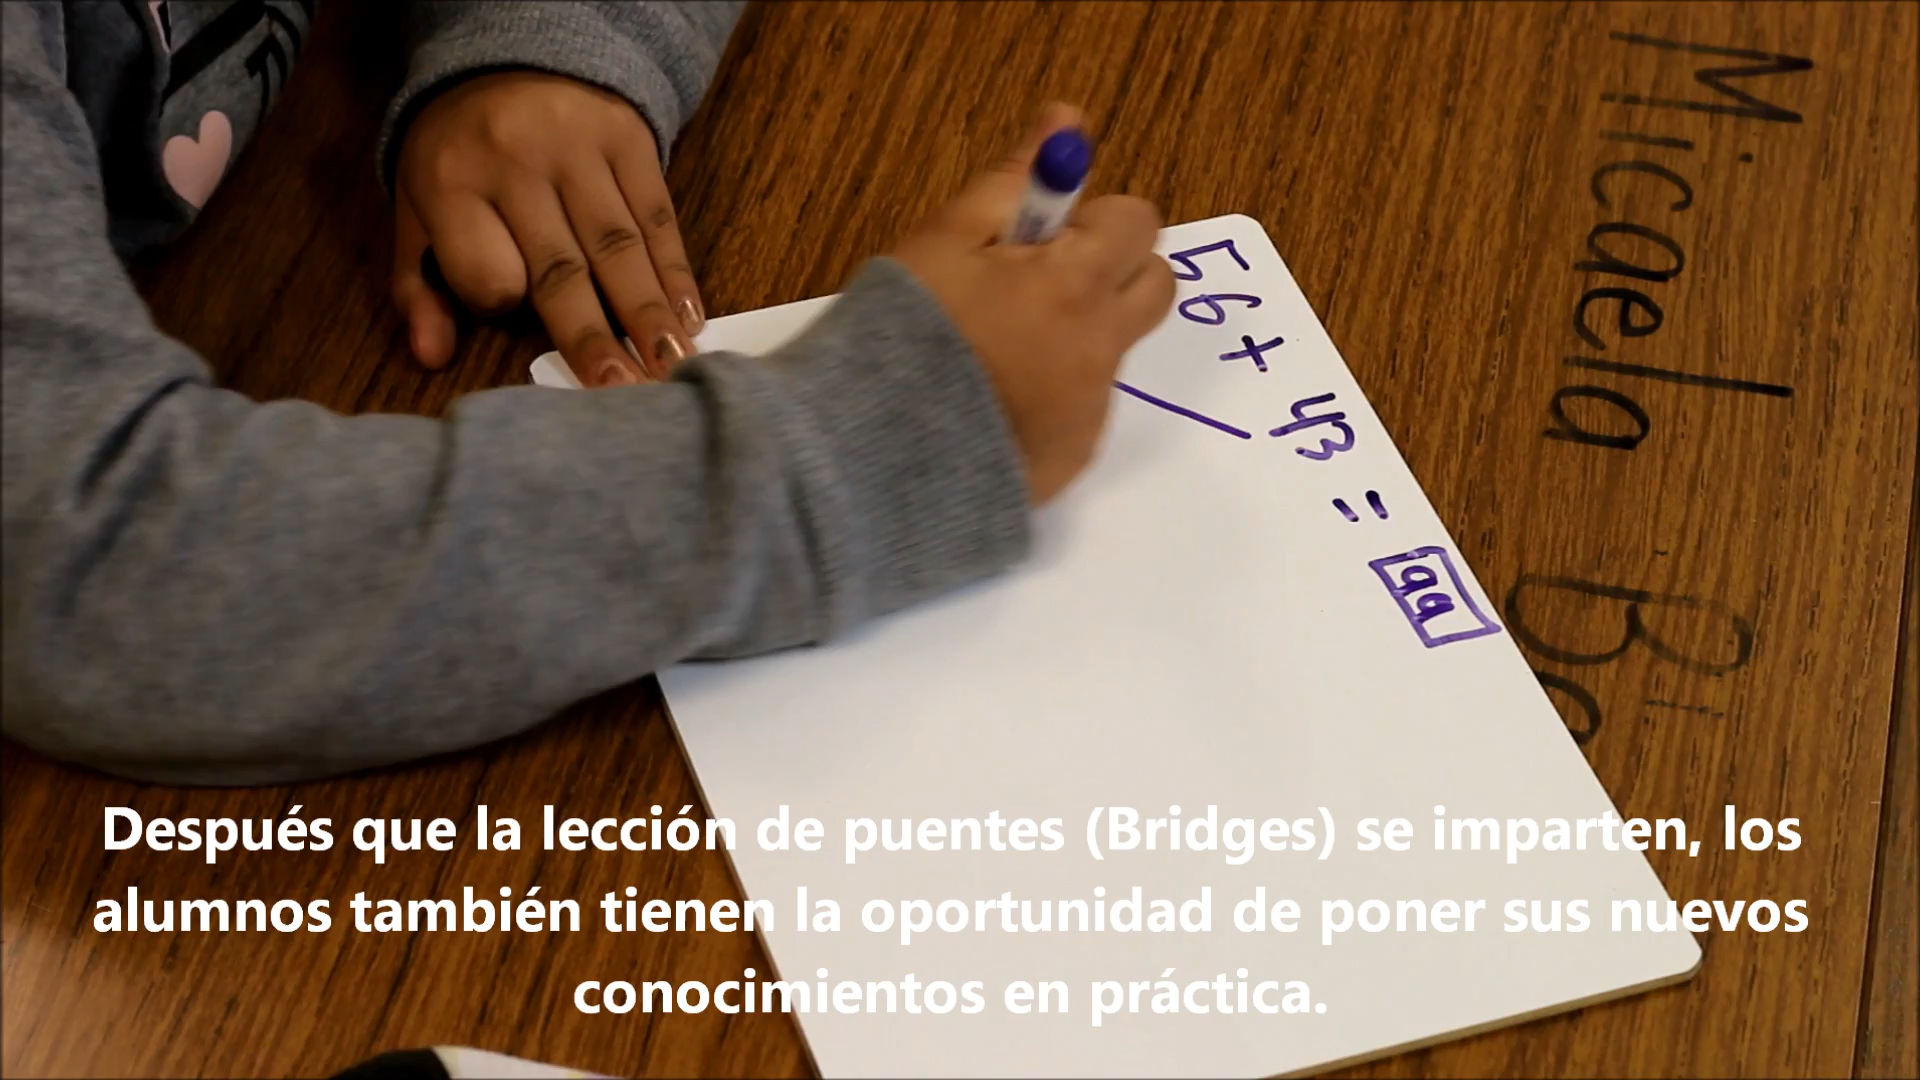 56 + 43 = 99
Micaela
Después que la lección de puentes (Bridges) se imparten, los
alumnos también tienen la oportunidad de poner sus nuevos
conocimientos en práctica.